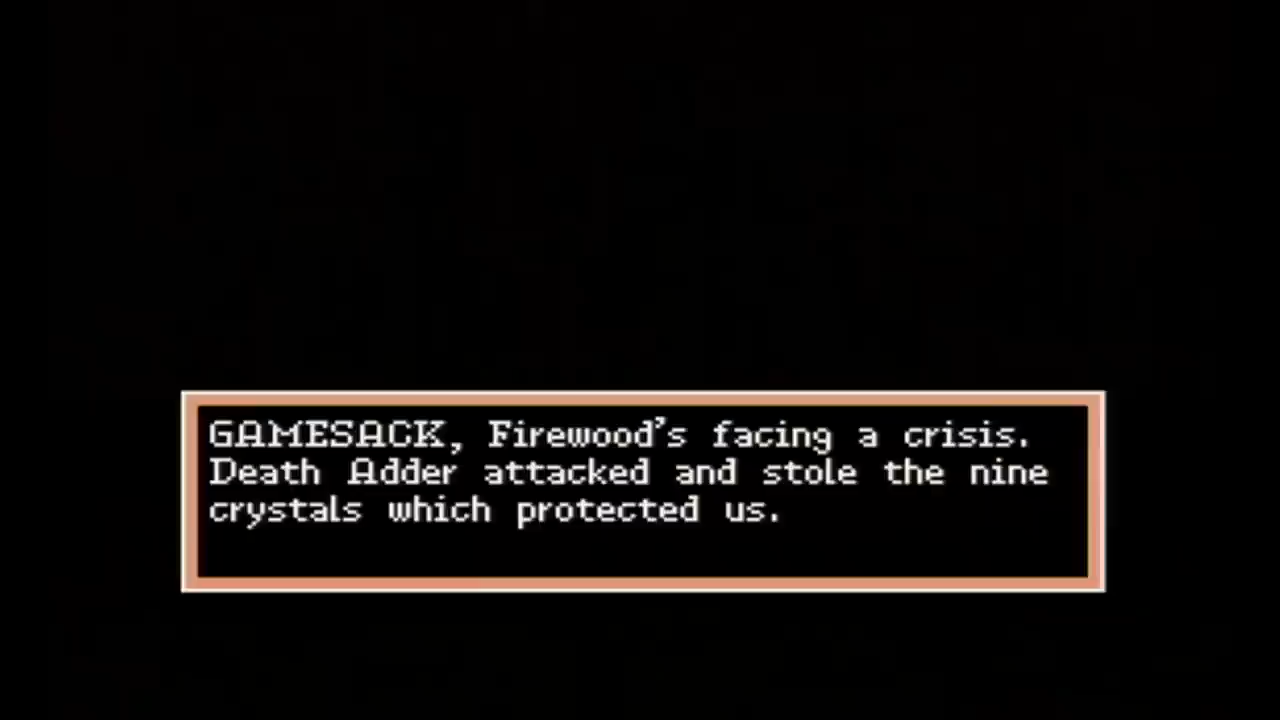 GAMESACK, Firewood's facing a crisis.
Death Adder attacked and stole the nine
crystals which protected us.